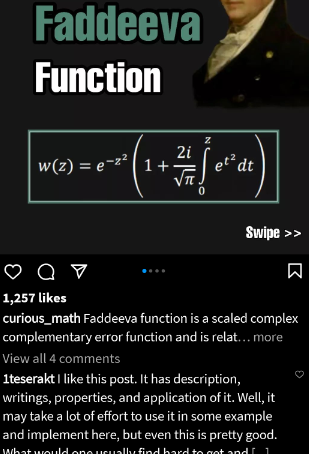 Faddeeva
Function
w(z) = e^{-z^2} ( 1 + \frac{2i}{\sqrt{\pi}} \int_0^z e^{t^2} dt )
Swipe >>
1,257 likes
curious_math Faddeeva function is a scaled complex
complementary error function and is relat… more
View all 4 comments
1teserakt I like this post. It has description,
writings, properties, and application of it. Well, it
may take a lot of effort to use it in some example
and implement here, but even this is pretty good.
What would one usually find hard to get and [...]